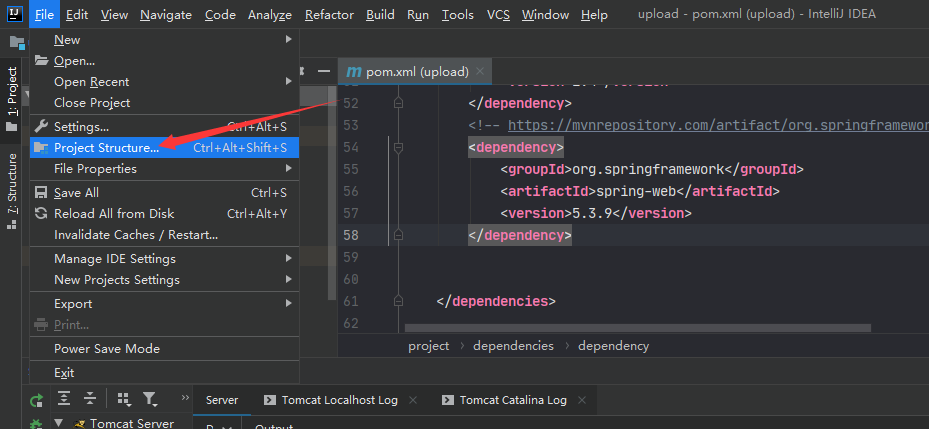 File Edit View Navigate Code Analyze Refactor Build Run Tools VCS Window Help upload - pom.xml (upload) - IntelliJ IDEA
New
Open...
Open Recent
Close Project
Settings... Ctrl+Alt+S
Project Structure... Ctrl+Alt+Shift+S
File Properties
Save All Ctrl+S
Reload All from Disk Ctrl+Alt+Y
Invalidate Caches / Restart...
Manage IDE Settings
New Projects Settings
Export
Print...
Power Save Mode
Exit
1: Project
7: Structure
pom.xml (upload)
52 </dependency>
53 <!-- https://mvnrepository.com/artifact/org.springframewor
54 <dependency>
55 <groupId>org.springframework</groupId>
56 <artifactId>spring-web</artifactId>
57 <version>5.3.9</version>
58 </dependency>
59
60
61 </dependencies>
62
project › dependencies › dependency
Server Tomcat Localhost Log Tomcat Catalina Log
Tomcat Server
Output